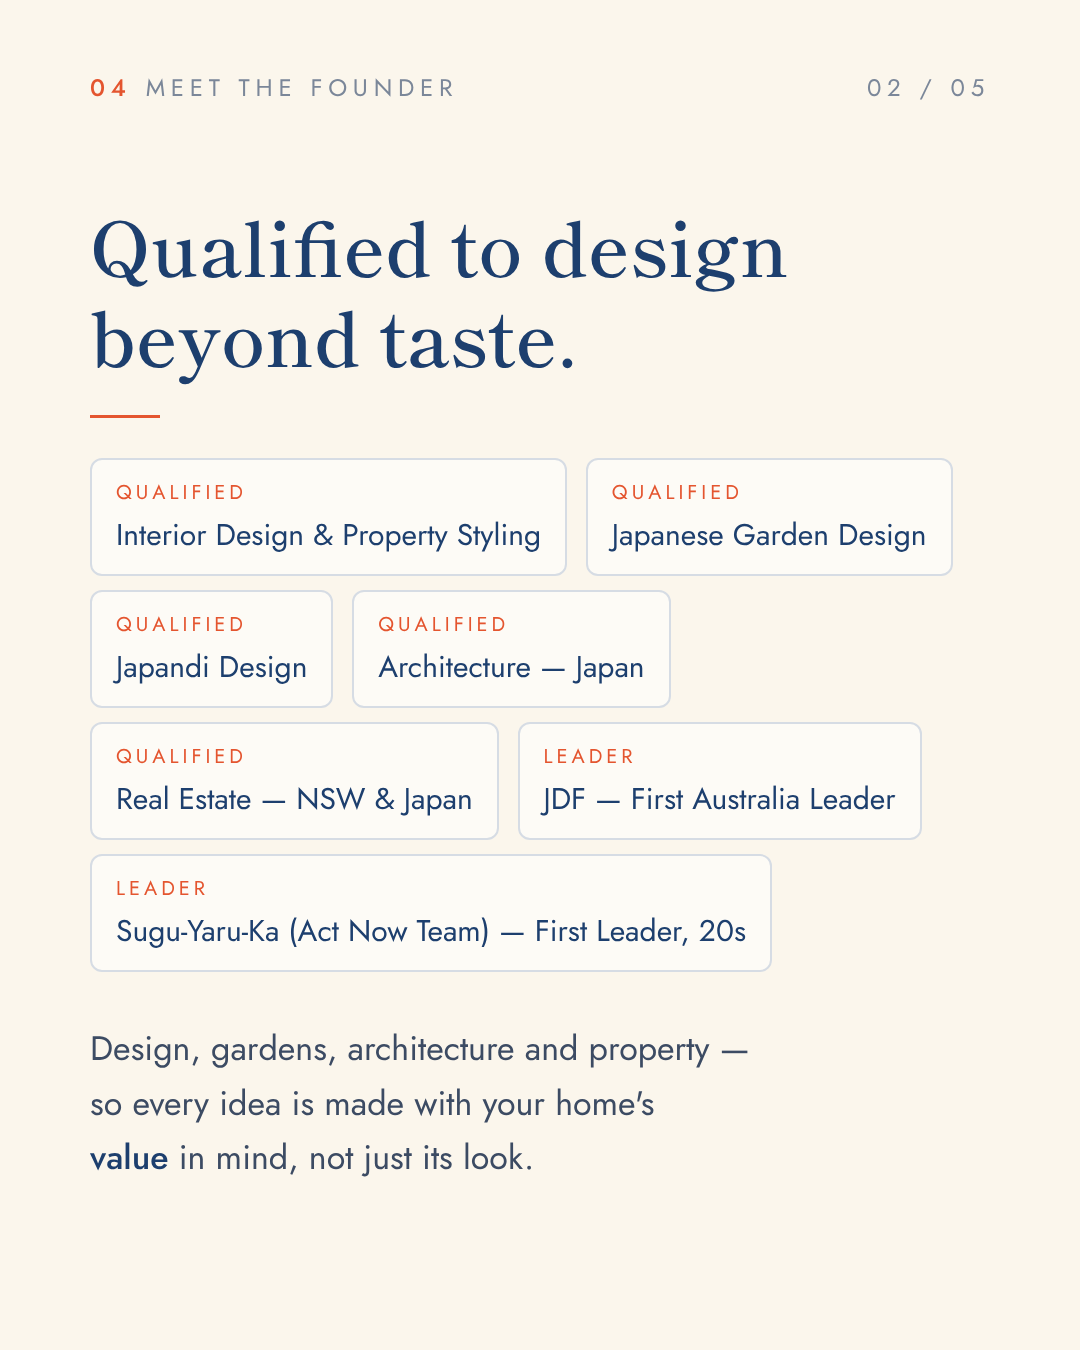 04 MEET THE FOUNDER
02 / 05
Qualified to design
beyond taste.
QUALIFIED
Interior Design & Property Styling
QUALIFIED
Japanese Garden Design
QUALIFIED
Japandi Design
QUALIFIED
Architecture — Japan
QUALIFIED
Real Estate — NSW & Japan
LEADER
JDF — First Australia Leader
LEADER
Sugu-Yaru-Ka (Act Now Team) — First Leader, 20s
Design, gardens, architecture and property —
so every idea is made with your home's
value in mind, not just its look.